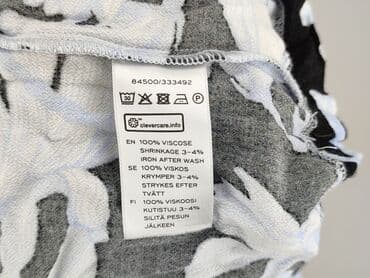 84500/333492
30
P
clevercare.info
EN 100% VISCOSE
SHRINKAGE 3-4%
IRON AFTER WASH
SE 100% VISKOS
KRYMPER 3-4%
STRYKES EFTER
TVÄTT
FI 100% VISKOOSI
KUTISTUU 3-4%
SILITÄ PESUN
JÄLKEEN